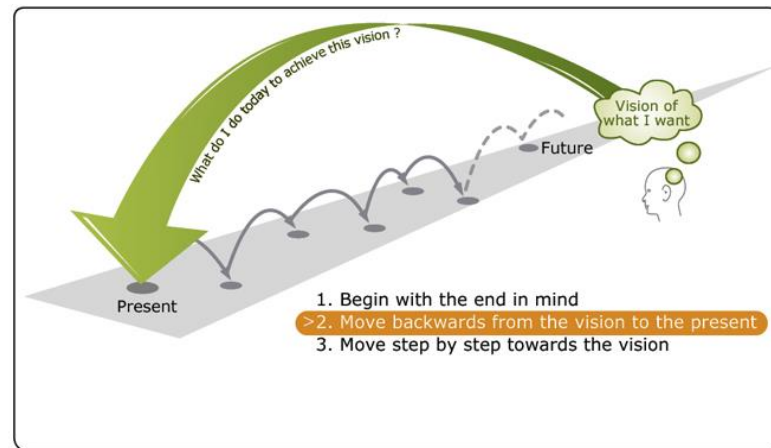 What do I do today to achieve this vision ?
Vision of
what I want
Future
Present
1. Begin with the end in mind
>2. Move backwards from the vision to the present
3. Move step by step towards the vision